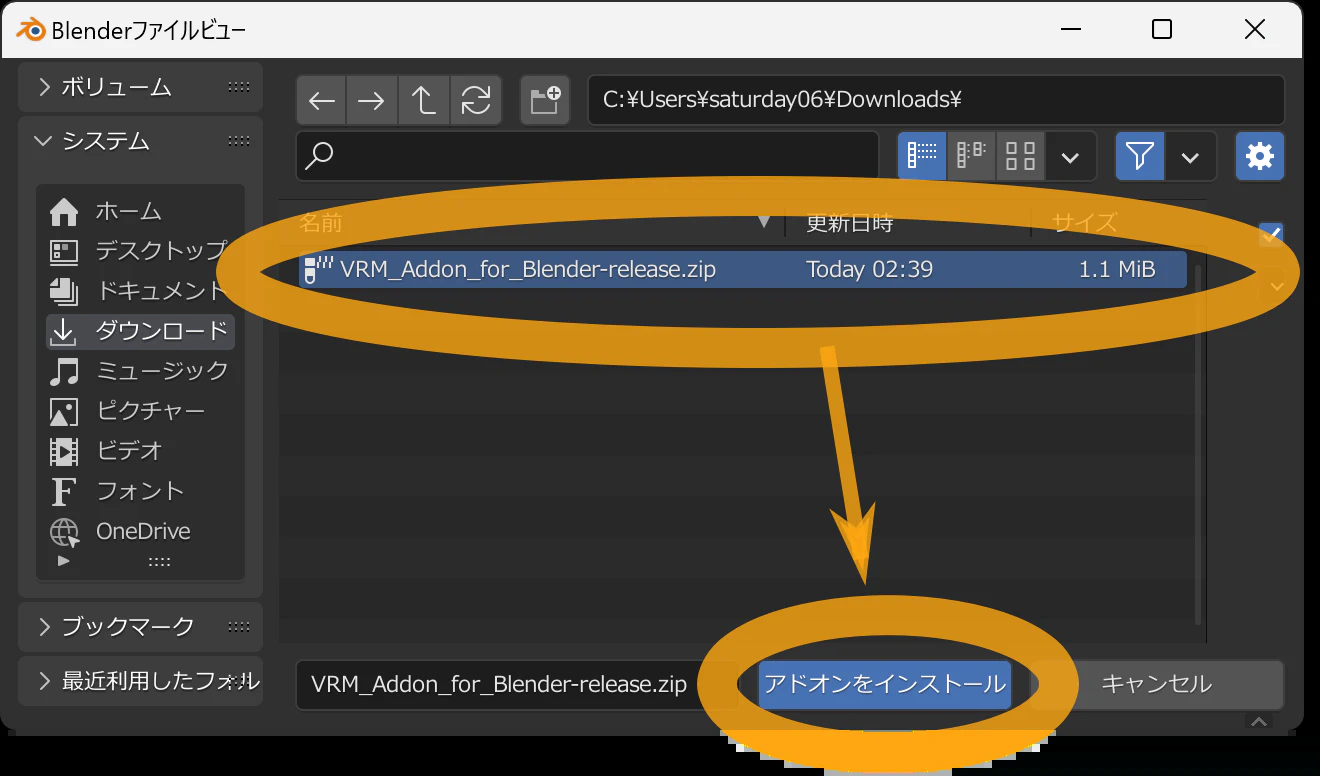 Blenderファイルビュー
ボリューム
システム
ホーム
デスクトップ
ドキュメント
ダウンロード
ミュージック
ピクチャー
ビデオ
フォント
OneDrive
ブックマーク
最近利用したフォル
C:¥Users¥saturday06¥Downloads¥
名前 更新日時 サイズ
VRM_Addon_for_Blender-release.zip Today 02:39 1.1 MiB
VRM_Addon_for_Blender-release.zip アドオンをインストール キャンセル